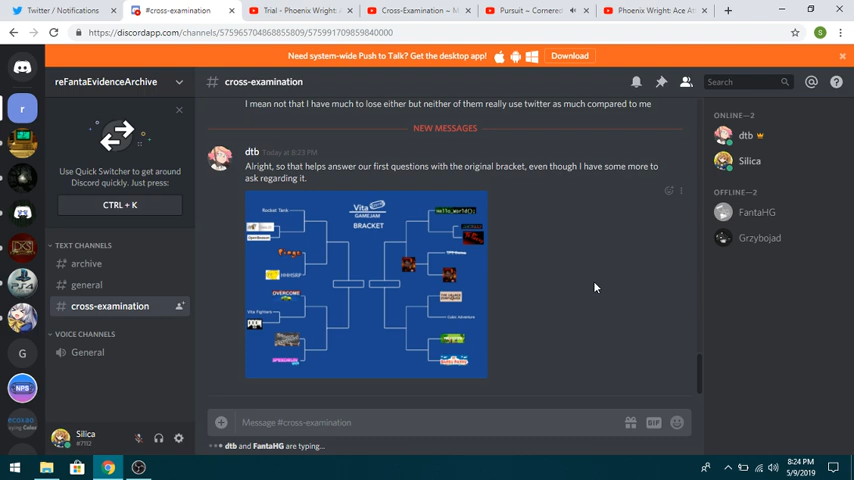 Twitter / Notifications
#cross-examination
Trial - Phoenix Wright: A
Cross-Examination ~ M
Pursuit ~ Cornered
Phoenix Wright: Ace At
https://discordapp.com/channels/575965704868855809/575991709859840000
Need system-wide Push to Talk? Get the desktop app!
Download
reFantaEvidenceArchive
# cross-examination
Search
I mean not that I have much to lose either but neither of them really use twitter as much compared to me
NEW MESSAGES
dtb Today at 8:23 PM
Alright, so that helps answer our first questions with the original bracket, even though I have some more to
ask regarding it.
Use Quick Switcher to get around
Discord quickly. Just press:
CTRL + K
TEXT CHANNELS
# archive
# general
# cross-examination
VOICE CHANNELS
General
Rocket Tank
Vita
GAMEJAM
BRACKET
OVERCOME
Vita Fighters
DOOM
Cube Adventure
ONLINE—2
dtb
Silica
OFFLINE—2
FantaHG
Grzybojad
G
NPS
Silica
#7112
Message #cross-examination
GIF
dtb and FantaHG are typing...
8:24 PM
5/9/2019